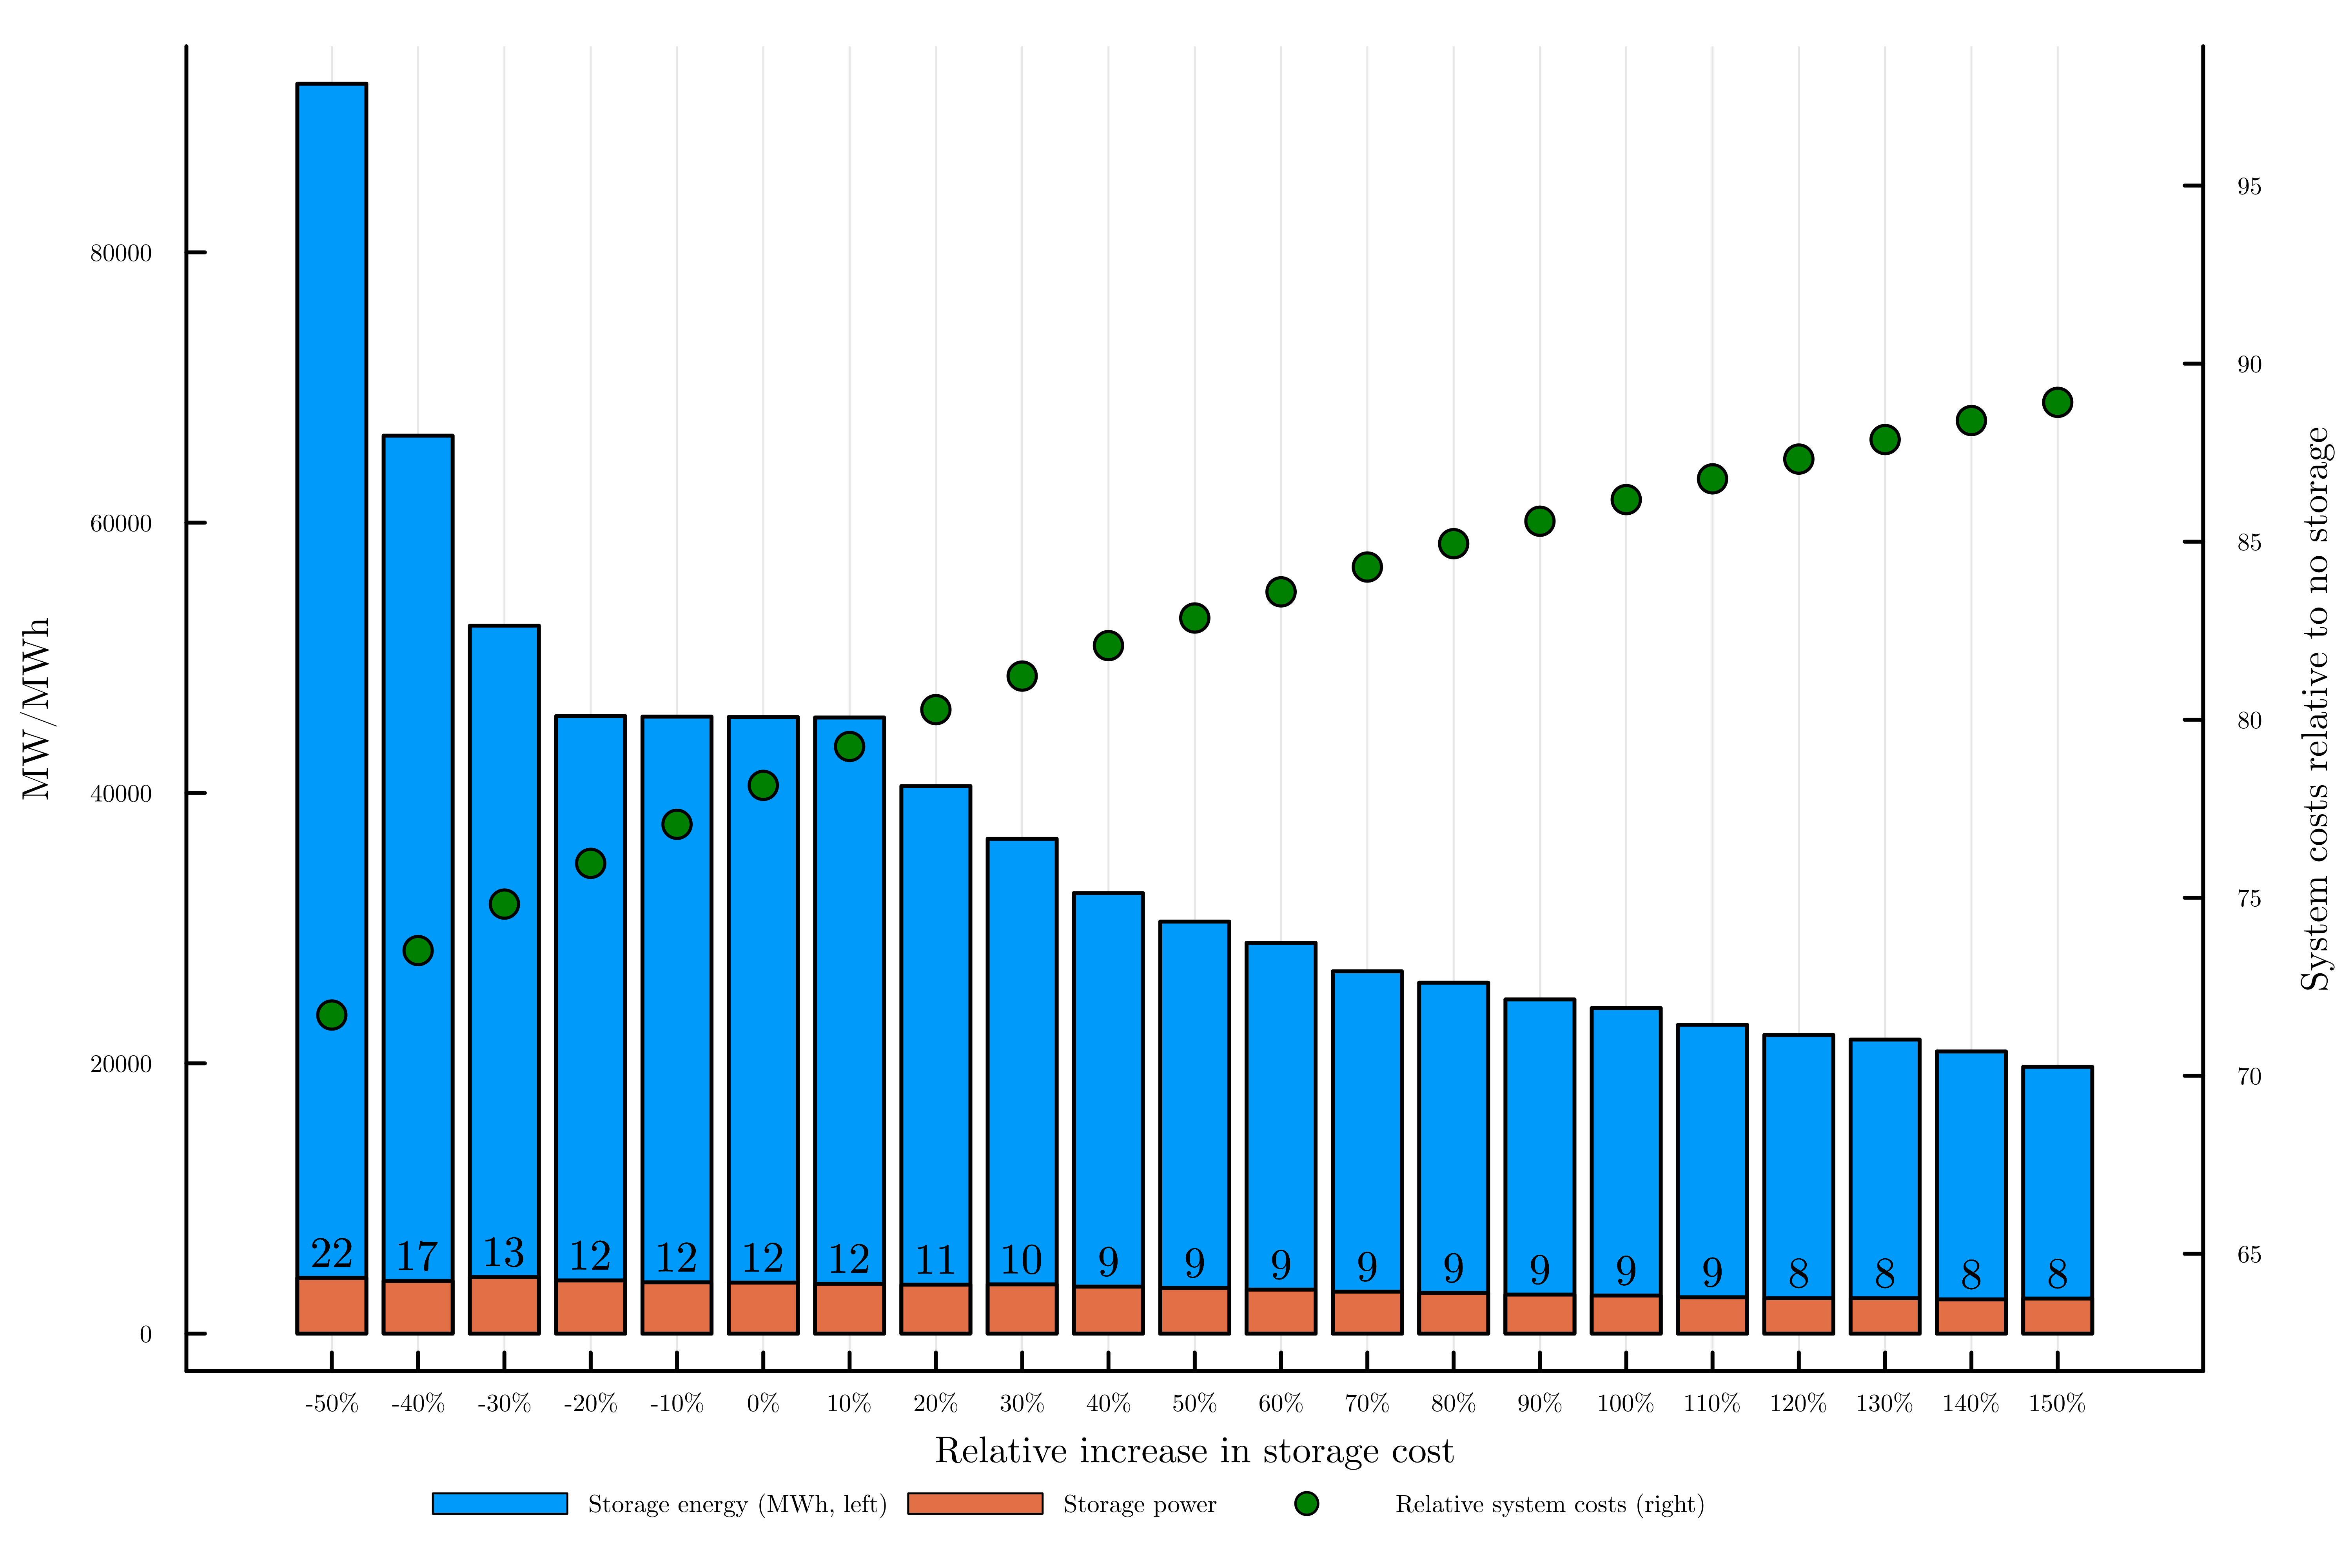 MW/MWh
80000
60000
40000
20000
0
System costs relative to no storage
95
90
85
80
75
70
65
22 17 13 12 12 12 12 11 10 9 9 9 9 9 9 9 9 8 8 8 8
-50% -40% -30% -20% -10% 0% 10% 20% 30% 40% 50% 60% 70% 80% 90% 100% 110% 120% 130% 140% 150%
Relative increase in storage cost
Storage energy (MWh, left) Storage power Relative system costs (right)